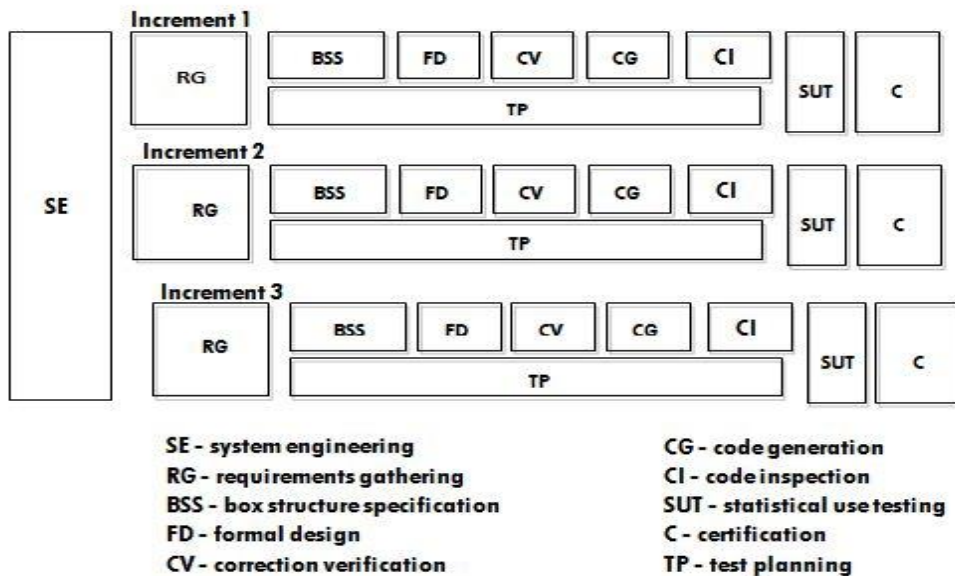 Increment 1
RG
BSS FD CV CG CI
TP
SUT C
SE
Increment 2
RG
BSS FD CV CG CI
TP
SUT C
Increment 3
RG
BSS FD CV CG CI
TP
SUT C
SE - system engineering
RG - requirements gathering
BSS - box structure specification
FD - formal design
CV - correction verification
CG - code generation
CI - code inspection
SUT - statistical use testing
C - certification
TP - test planning